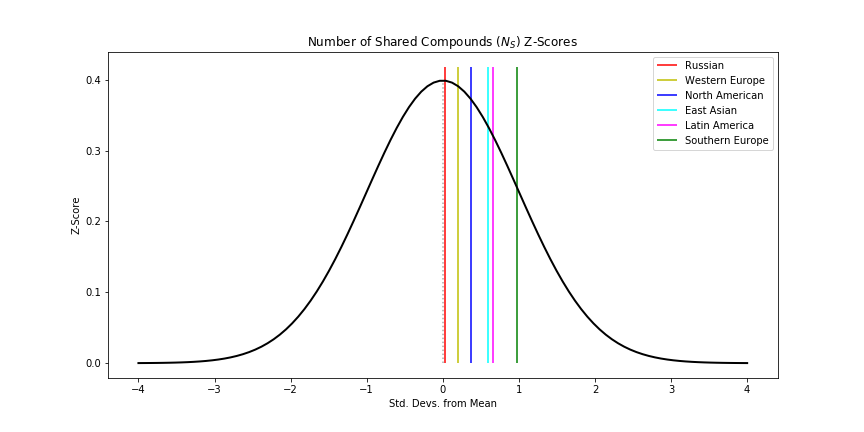 Number of Shared Compounds (N_S) Z-Scores
Russian
Western Europe
North American
East Asian
Latin America
Southern Europe
Z-Score
0.4
0.3
0.2
0.1
0.0
−4 −3 −2 −1 0 1 2 3 4
Std. Devs. from Mean